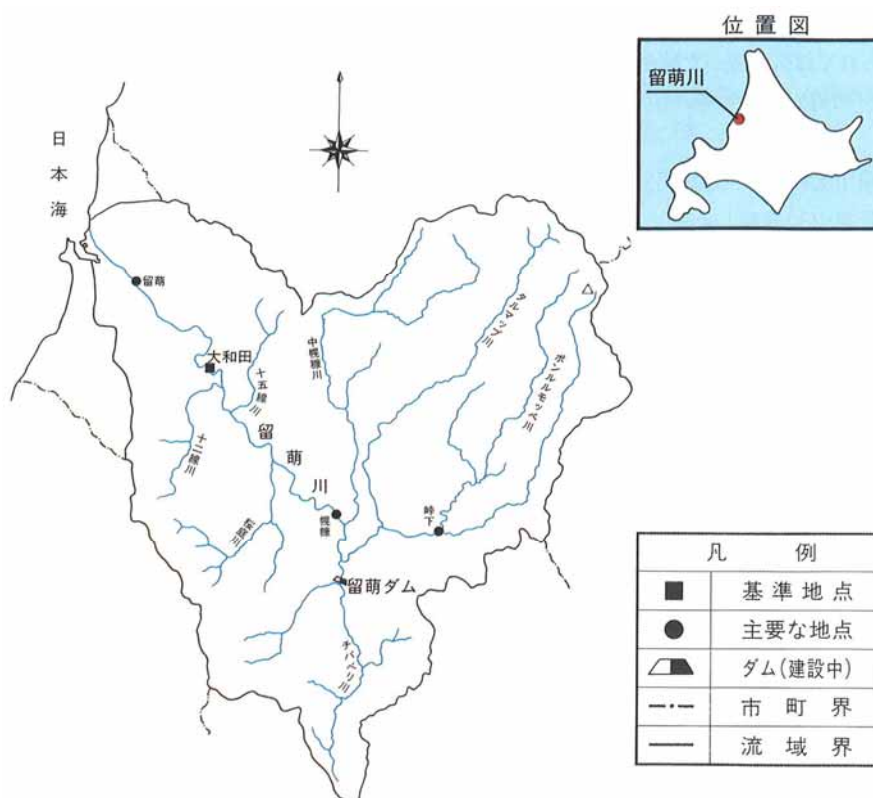 位置図
留萌川
日本海
留萌
大和田
十五線川
中幌糠川
タルマップ川
ポンルルモッペ川
十二線川
留萌川
幌糠
峠下
桜庭川
留萌ダム
チバベリ川
凡例
基準地点
主要な地点
ダム(建設中)
市町界
流域界